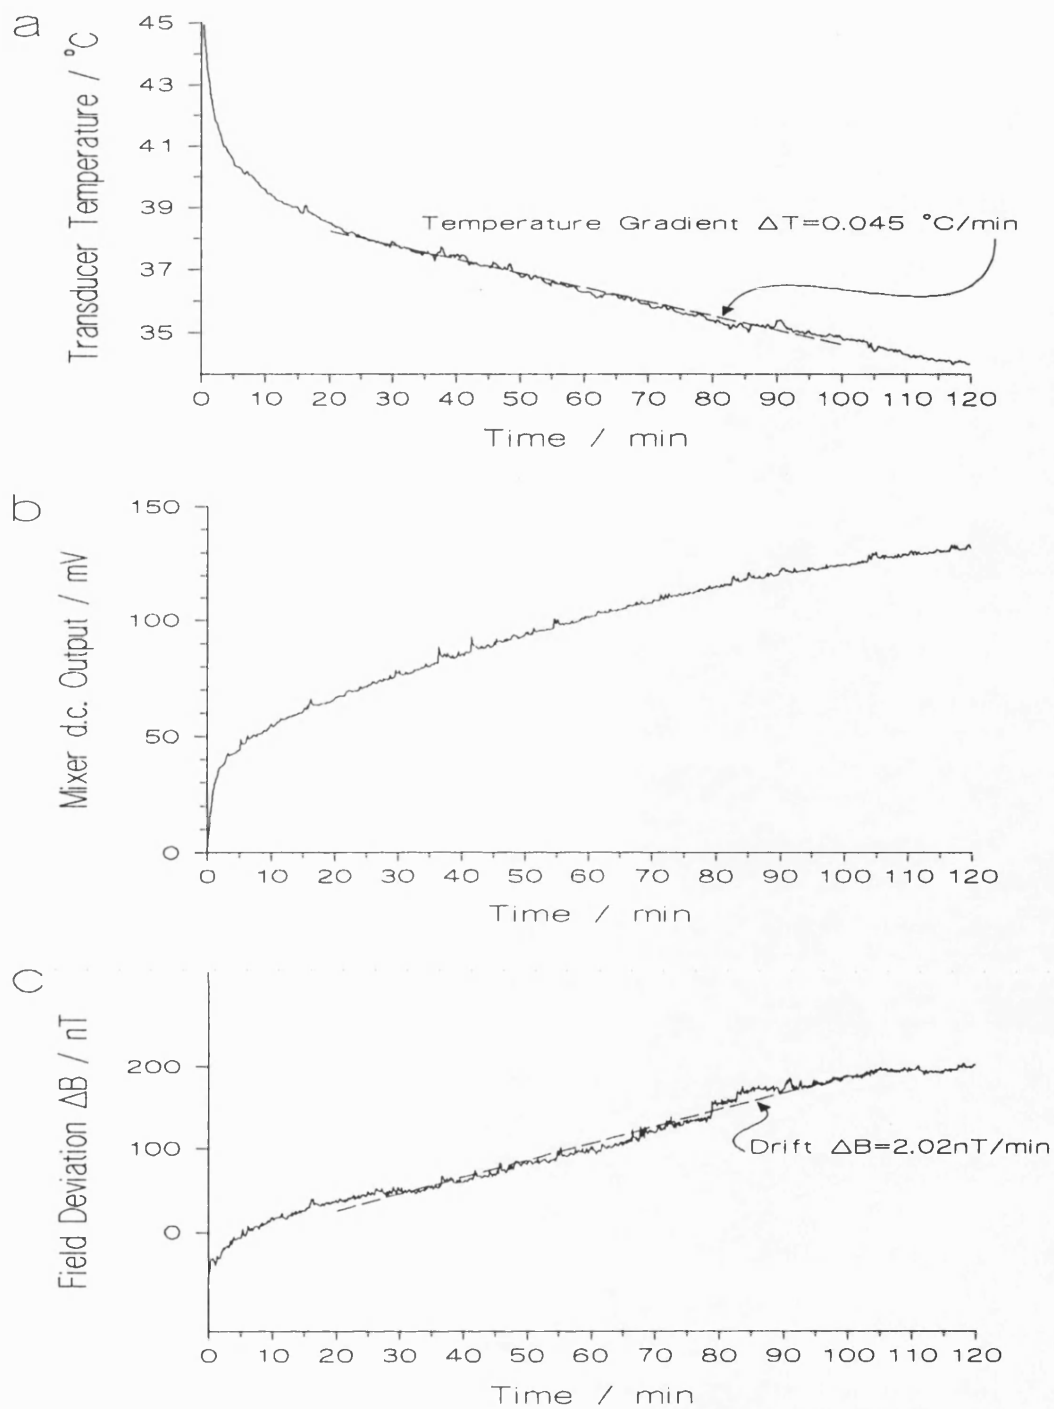 a
Transducer Temperature / °C
45
43
41
39
37
35
Temperature Gradient ΔT=0.045 °C/min
0 10 20 30 40 50 60 70 80 90 100 110 120
Time / min
b
Mixer d.c. Output / mV
150
100
50
0
0 10 20 30 40 50 60 70 80 90 100 110 120
Time / min
c
Field Deviation ΔB / nT
200
100
0
Drift ΔB=2.02nT/min
0 10 20 30 40 50 60 70 80 90 100 110 120
Time / min